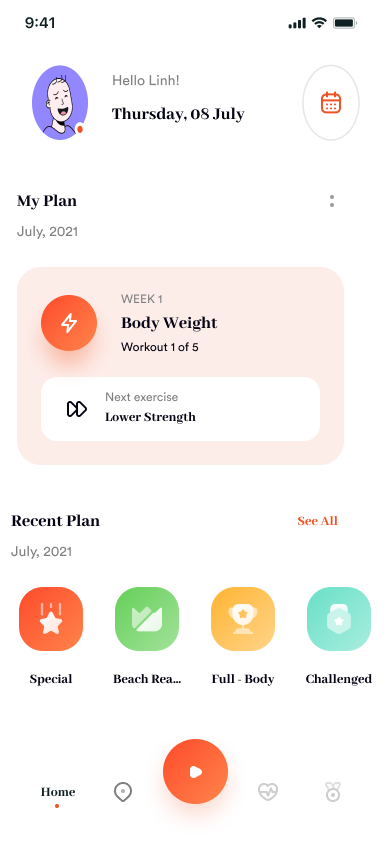 9:41
Hello Linh!
Thursday, 08 July
My Plan
July, 2021
WEEK 1
Body Weight
Workout 1 of 5
Next exercise
Lower Strength
Recent Plan
See All
July, 2021
Special
Beach Rea...
Full - Body
Challenged
Home